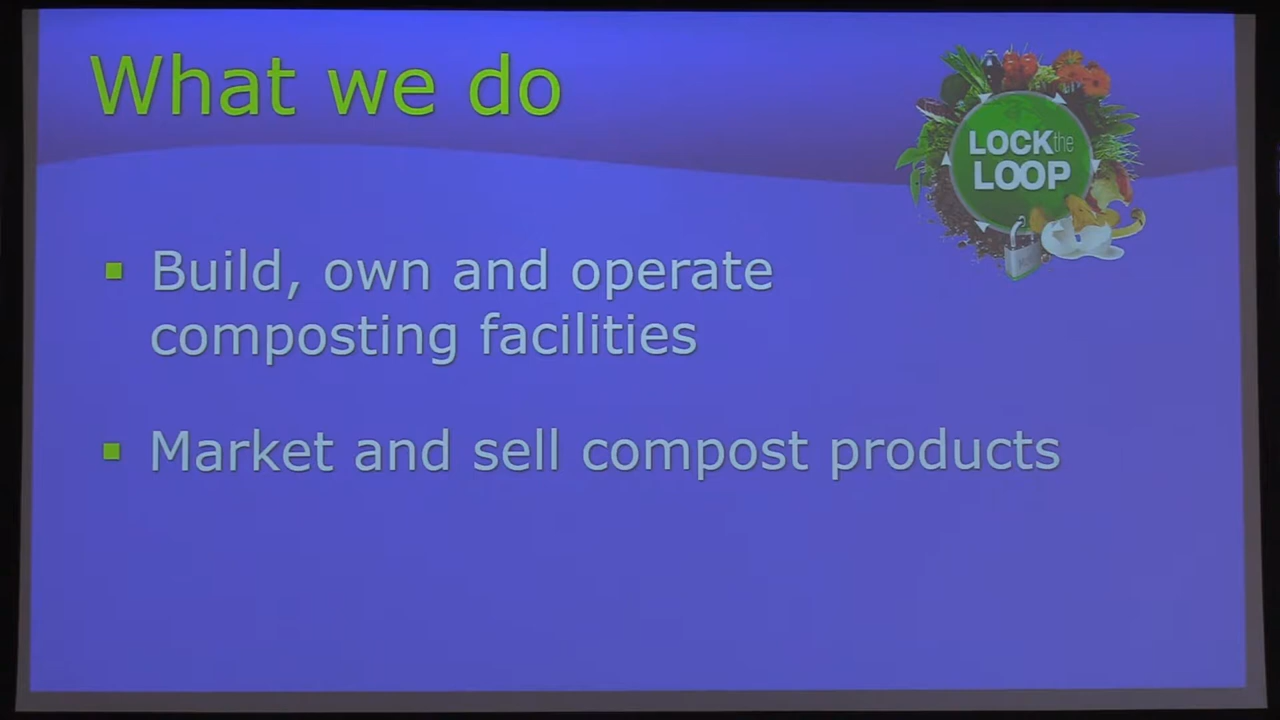 What we do
LOCK the
LOOP
▪ Build, own and operate
composting facilities
▪ Market and sell compost products